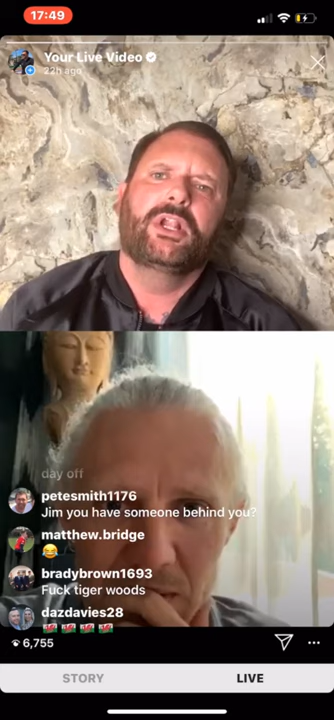 17:49
Your Live Video
22h ago
day off
petesmith1176
Jim you have someone behind you?
matthew.bridge
😂
bradybrown1693
Fuck tiger woods
dazdavies28
🏴󠁧󠁢󠁷󠁬󠁳󠁿🏴󠁧󠁢󠁷󠁬󠁳󠁿🏴󠁧󠁢󠁷󠁬󠁳󠁿🏴󠁧󠁢󠁷󠁬󠁳󠁿
6,755
STORY
LIVE